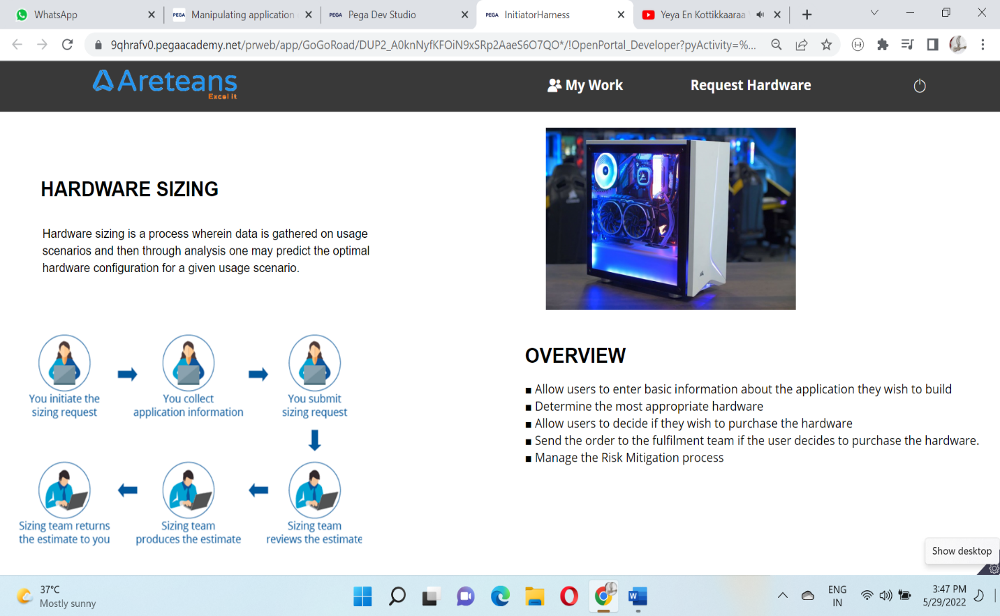 WhatsApp
PEGA Manipulating application
PEGA Pega Dev Studio
PEGA InitiatorHarness
Yeya En Kottikkaaraa
9qhrafv0.pegaacademy.net/prweb/app/GoGoRoad/DUP2_A0knNyfKFOiN9xSRp2AaeS6O7QO*/!OpenPortal_Developer?pyActivity=%...
Areteans
Excel it
My Work
Request Hardware
HARDWARE SIZING
Hardware sizing is a process wherein data is gathered on usage
scenarios and then through analysis one may predict the optimal
hardware configuration for a given usage scenario.
You initiate the
sizing request
You collect
application information
You submit
sizing request
Sizing team returns
the estimate to you
Sizing team
produces the estimate
Sizing team
reviews the estimate
OVERVIEW
■ Allow users to enter basic information about the application they wish to build
■ Determine the most appropriate hardware
■ Allow users to decide if they wish to purchase the hardware
■ Send the order to the fulfilment team if the user decides to purchase the hardware.
■ Manage the Risk Mitigation process
Show desktop
37°C
Mostly sunny
ENG
IN
3:47 PM
5/29/2022